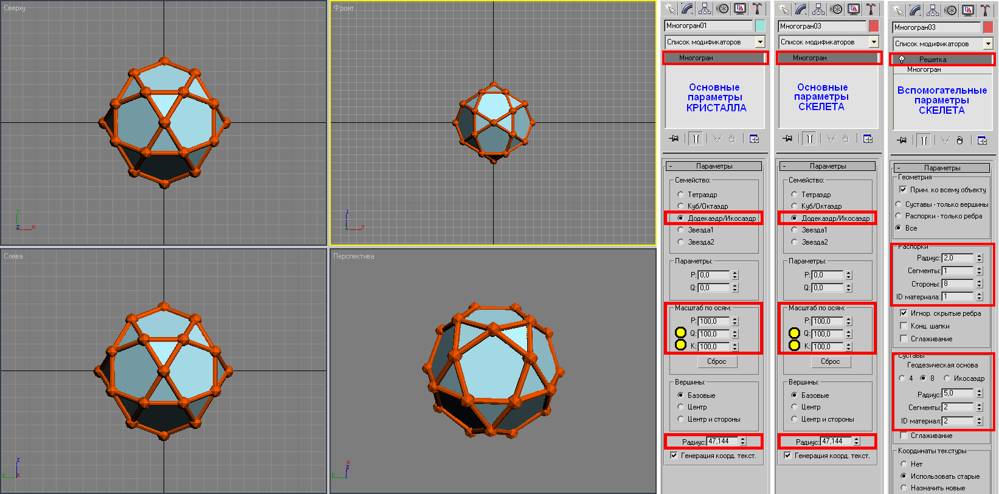 Сверху
Фронт
Слева
Перспектива
y
z
x
z
y
x
z
y
x
x
z
y
Многогран01
Список модификаторов
Многогран
Основные
параметры
КРИСТАЛЛА
- Параметры
Семейство:
Тетраэдр
Куб/Октаэдр
Додекаэдр/Икосаэдр
Звезда1
Звезда2
Параметры:
P: 0,0
Q: 0,0
Масштаб по осям:
P: 100,0
Q: 100,0
К: 100,0
Сброс
Вершины:
Базовые
Центр
Центр и стороны
Радиус: 47,144
Генерация коорд. текст.
Многогран03
Список модификаторов
Многогран
Основные
параметры
СКЕЛЕТА
- Параметры
Семейство:
Тетраэдр
Куб/Октаэдр
Додекаэдр/Икосаэдр
Звезда1
Звезда2
Параметры:
P: 0,0
Q: 0,0
Масштаб по осям:
P: 100,0
Q: 100,0
К: 100,0
Сброс
Вершины:
Базовые
Центр
Центр и стороны
Радиус: 47,144
Генерация коорд. текст.
Многогран03
Список модификаторов
Решетка
Многогран
Вспомогательные
параметры
СКЕЛЕТА
- Параметры
Геометрия
Прим. ко всему объекту
Суставы - только вершины
Распорки - только ребра
Все
Распорки
Радиус: 2,0
Сегменты: 1
Стороны: 8
ID материала: 1
Игнор. скрытые ребра
Конц. шапки
Сглаживание
Суставы
Геодезическая основа
4 8 Икосаэдр
Радиус: 5,0
Сегменты: 2
ID материал: 2
Сглаживание
Координаты текстуры
Нет
Использовать старые
Назначить новые